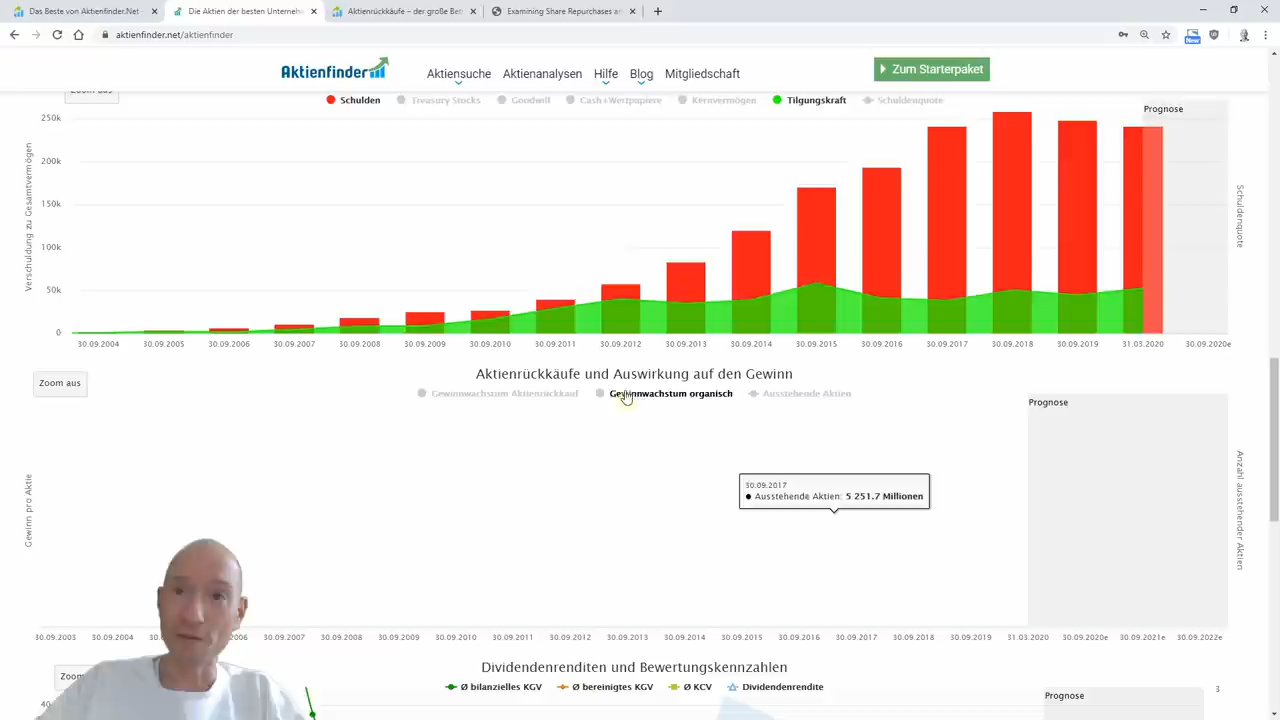 Das Beste von Aktienfinder.Net -
Die Aktien der besten Unterneh
Aktienrückkäufe – der große Bet
Examining Share Repurchases a
aktienfinder.net/aktienfinder
New
Aktienfinder
Aktiensuche
Aktienanalysen
Hilfe
Blog
Mitgliedschaft
Zum Starterpaket
Zoom aus
Schulden
Treasury Stocks
Goodwill
Cash+Wertpapiere
Kernvermögen
Tilgungskraft
Schuldenquote
Prognose
250k
200k
150k
100k
50k
0
Verschuldung zu Gesamtvermögen
Schuldenquote
30.09.2004 30.09.2005 30.09.2006 30.09.2007 30.09.2008 30.09.2009 30.09.2010 30.09.2011 30.09.2012 30.09.2013 30.09.2014 30.09.2015 30.09.2016 30.09.2017 30.09.2018 30.09.2019 31.03.2020 30.09.2020e
Aktienrückkäufe und Auswirkung auf den Gewinn
Zoom aus
Gewinnwachstum Aktienrückkauf
Gewinnwachstum organisch
Ausstehende Aktien
Prognose
Gewinn pro Aktie
Anzahl ausstehender Aktien
30.09.2017
Ausstehende Aktien: 5 251.7 Millionen
30.09.2003 30.09.2004 2006 30.09.2007 30.09.2008 30.09.2009 30.09.2010 30.09.2011 30.09.2012 30.09.2013 30.09.2014 30.09.2015 30.09.2016 30.09.2017 30.09.2018 30.09.2019 31.03.2020 30.09.2020e 30.09.2021e 30.09.2022e
Dividendenrenditen und Bewertungskennzahlen
Zoom
Ø bilanzielles KGV
Ø bereinigtes KGV
Ø KCV
Dividendenrendite
Prognose
3
40